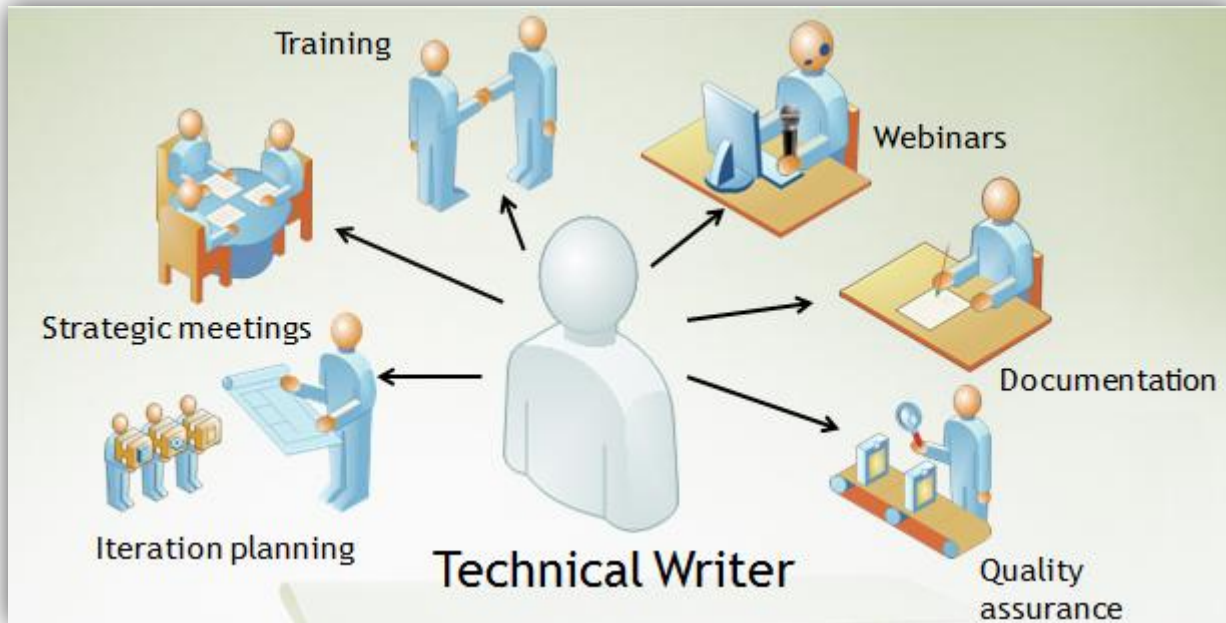 Training
Webinars
Strategic meetings
Documentation
Iteration planning
Technical Writer
Quality
assurance